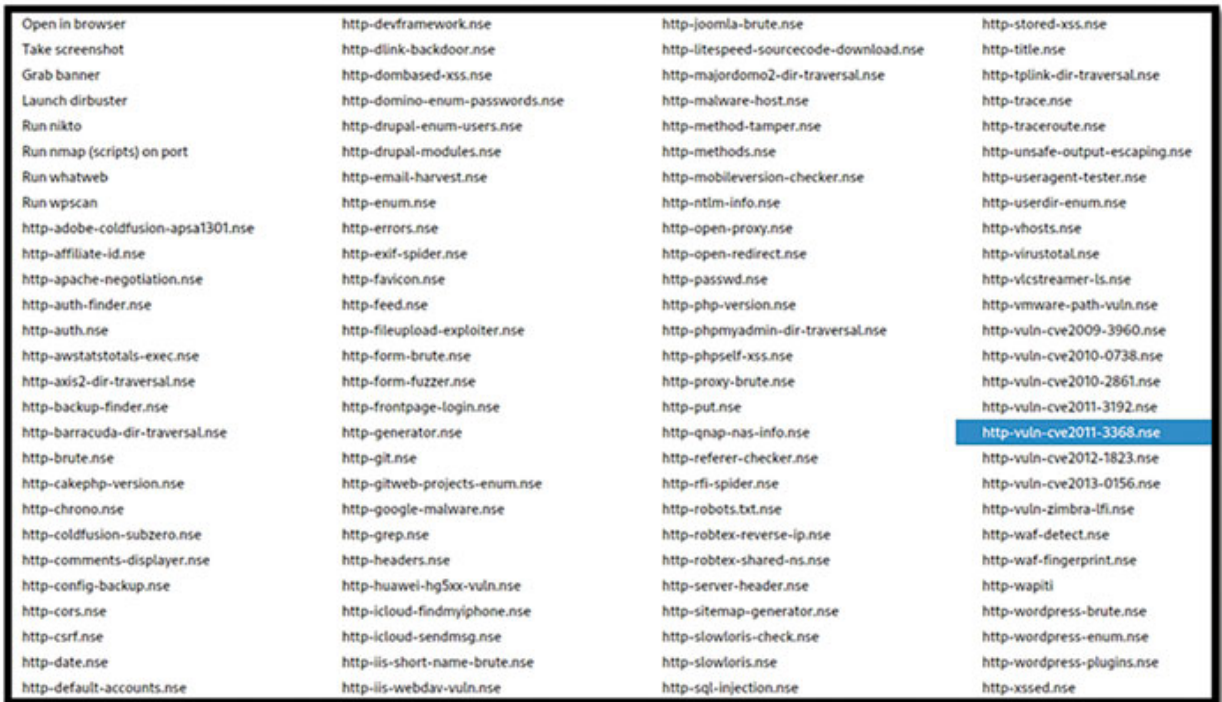 Open in browser
Take screenshot
Grab banner
Launch dirbuster
Run nikto
Run nmap (scripts) on port
Run whatweb
Run wpscan
http-adobe-coldfusion-apsa1301.nse
http-affiliate-id.nse
http-apache-negotiation.nse
http-auth-finder.nse
http-auth.nse
http-awstatstotals-exec.nse
http-axis2-dir-traversal.nse
http-backup-finder.nse
http-barracuda-dir-traversal.nse
http-brute.nse
http-cakephp-version.nse
http-chrono.nse
http-coldfusion-subzero.nse
http-comments-displayer.nse
http-config-backup.nse
http-cors.nse
http-csrf.nse
http-date.nse
http-default-accounts.nse
http-devframework.nse
http-dlink-backdoor.nse
http-dombased-xss.nse
http-domino-enum-passwords.nse
http-drupal-enum-users.nse
http-drupal-modules.nse
http-email-harvest.nse
http-enum.nse
http-errors.nse
http-exif-spider.nse
http-favicon.nse
http-feed.nse
http-fileupload-exploiter.nse
http-form-brute.nse
http-form-fuzzer.nse
http-frontpage-login.nse
http-generator.nse
http-git.nse
http-gitweb-projects-enum.nse
http-google-malware.nse
http-grep.nse
http-headers.nse
http-huawei-hg5xx-vuln.nse
http-icloud-findmyiphone.nse
http-icloud-sendmsg.nse
http-iis-short-name-brute.nse
http-iis-webdav-vuln.nse
http-joomla-brute.nse
http-litespeed-sourcecode-download.nse
http-majordomo2-dir-traversal.nse
http-malware-host.nse
http-method-tamper.nse
http-methods.nse
http-mobileversion-checker.nse
http-ntlm-info.nse
http-open-proxy.nse
http-open-redirect.nse
http-passwd.nse
http-php-version.nse
http-phpmyadmin-dir-traversal.nse
http-phpself-xss.nse
http-proxy-brute.nse
http-put.nse
http-qnap-nas-info.nse
http-referer-checker.nse
http-rfi-spider.nse
http-robots.txt.nse
http-robtex-reverse-ip.nse
http-robtex-shared-ns.nse
http-server-header.nse
http-sitemap-generator.nse
http-slowloris-check.nse
http-slowloris.nse
http-sql-injection.nse
http-stored-xss.nse
http-title.nse
http-tplink-dir-traversal.nse
http-trace.nse
http-traceroute.nse
http-unsafe-output-escaping.nse
http-useragent-tester.nse
http-userdir-enum.nse
http-vhosts.nse
http-virustotal.nse
http-vlcstreamer-ls.nse
http-vmware-path-vuln.nse
http-vuln-cve2009-3960.nse
http-vuln-cve2010-0738.nse
http-vuln-cve2010-2861.nse
http-vuln-cve2011-3192.nse
http-vuln-cve2011-3368.nse
http-vuln-cve2012-1823.nse
http-vuln-cve2013-0156.nse
http-vuln-zimbra-lfi.nse
http-waf-detect.nse
http-waf-fingerprint.nse
http-wapiti
http-wordpress-brute.nse
http-wordpress-enum.nse
http-wordpress-plugins.nse
http-xssed.nse